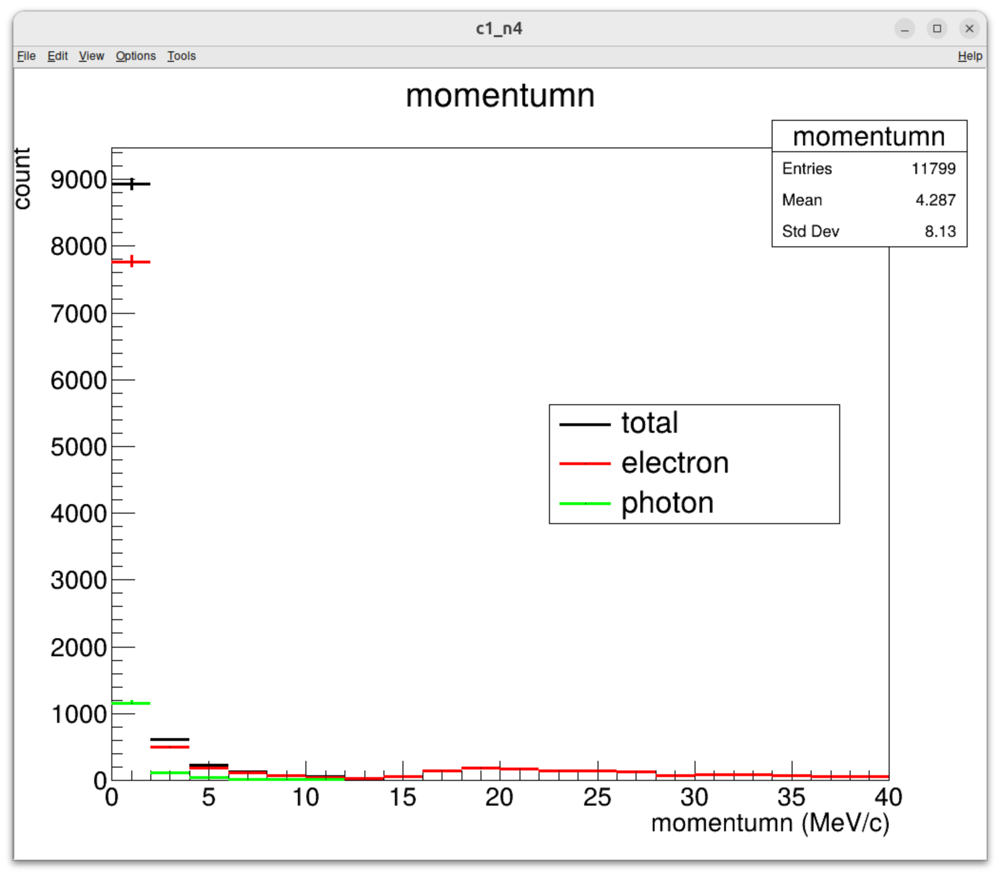 c1_n4
File Edit View Options Tools Help
momentumn
momentumn
Entries 11799
Mean 4.287
Std Dev 8.13
count
9000
8000
7000
6000
5000
4000
3000
2000
1000
0
total
electron
photon
0 5 10 15 20 25 30 35 40
momentumn (MeV/c)